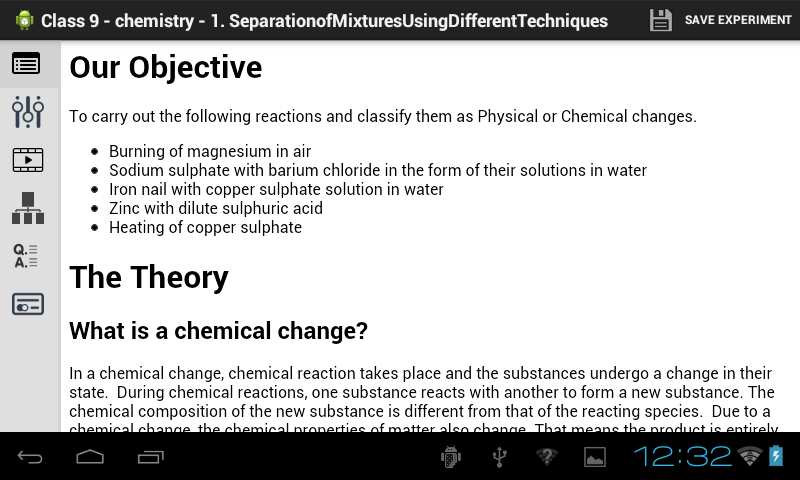 Class 9 - chemistry - 1. SeparationofMixturesUsingDifferentTechniques
SAVE EXPERIMENT
Our Objective
To carry out the following reactions and classify them as Physical or Chemical changes.
Burning of magnesium in air
Sodium sulphate with barium chloride in the form of their solutions in water
Iron nail with copper sulphate solution in water
Zinc with dilute sulphuric acid
Heating of copper sulphate
The Theory
What is a chemical change?
In a chemical change, chemical reaction takes place and the substances undergo a change in their
state.  During chemical reactions, one substance reacts with another to form a new substance. The
chemical composition of the new substance is different from that of the reacting species.  Due to a
chemical change, the chemical properties of matter also change. That means the product is entirely
Q.
A.
12:32